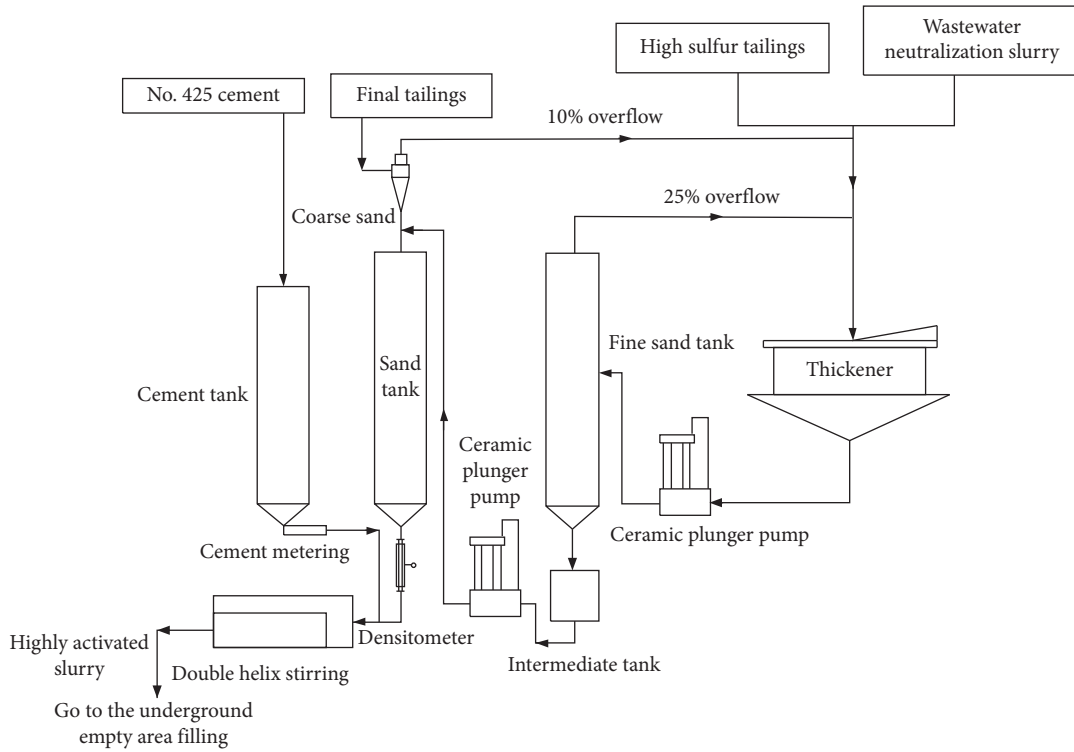 Wastewater
neutralization slurry
High sulfur tailings
No. 425 cement
Final tailings
10% overflow
Coarse sand
25% overflow
Fine sand tank
Thickener
Sand
tank
Cement tank
Ceramic
plunger
pump
Ceramic plunger pump
Cement metering
Densitometer
Highly activated
slurry
Double helix stirring
Intermediate tank
Go to the underground
empty area filling